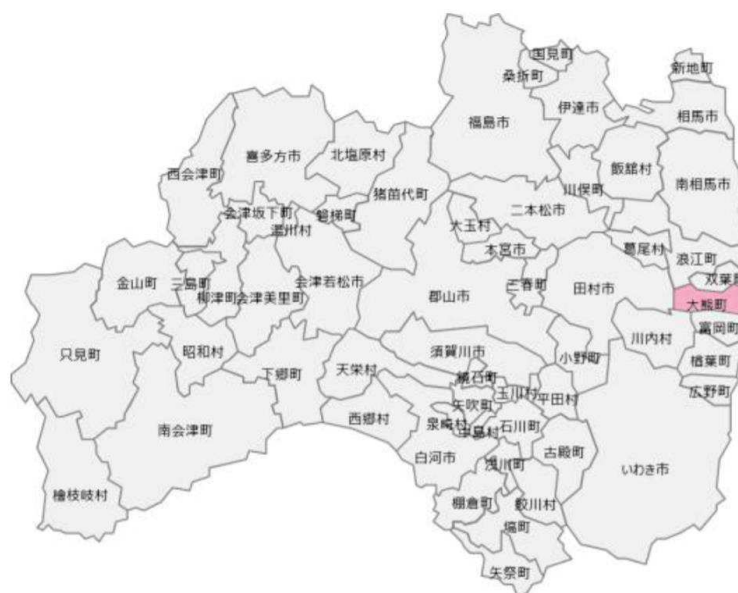 国見町
桑折町
新地町
伊達市
相馬市
福島市
喜多方市
北塩原村
飯舘村
西会津町
猪苗代町
川俣町
南相馬市
会津坂下町
磐梯町
二本松市
湯川村
大玉村
本宮市
葛尾村
浪江町
双葉
金山町
三島町
柳津町
会津美里町
会津若松市
三春町
田村市
郡山市
大熊町
富岡町
川内村
只見町
昭和村
須賀川市
小野町
楢葉町
下郷町
天栄村
鏡石町
玉川村
平田村
広野町
矢吹町
西郷村
泉崎村
中島村
石川町
南会津町
古殿町
白河市
浅川町
いわき市
檜枝岐村
棚倉町
鮫川村
塙町
矢祭町